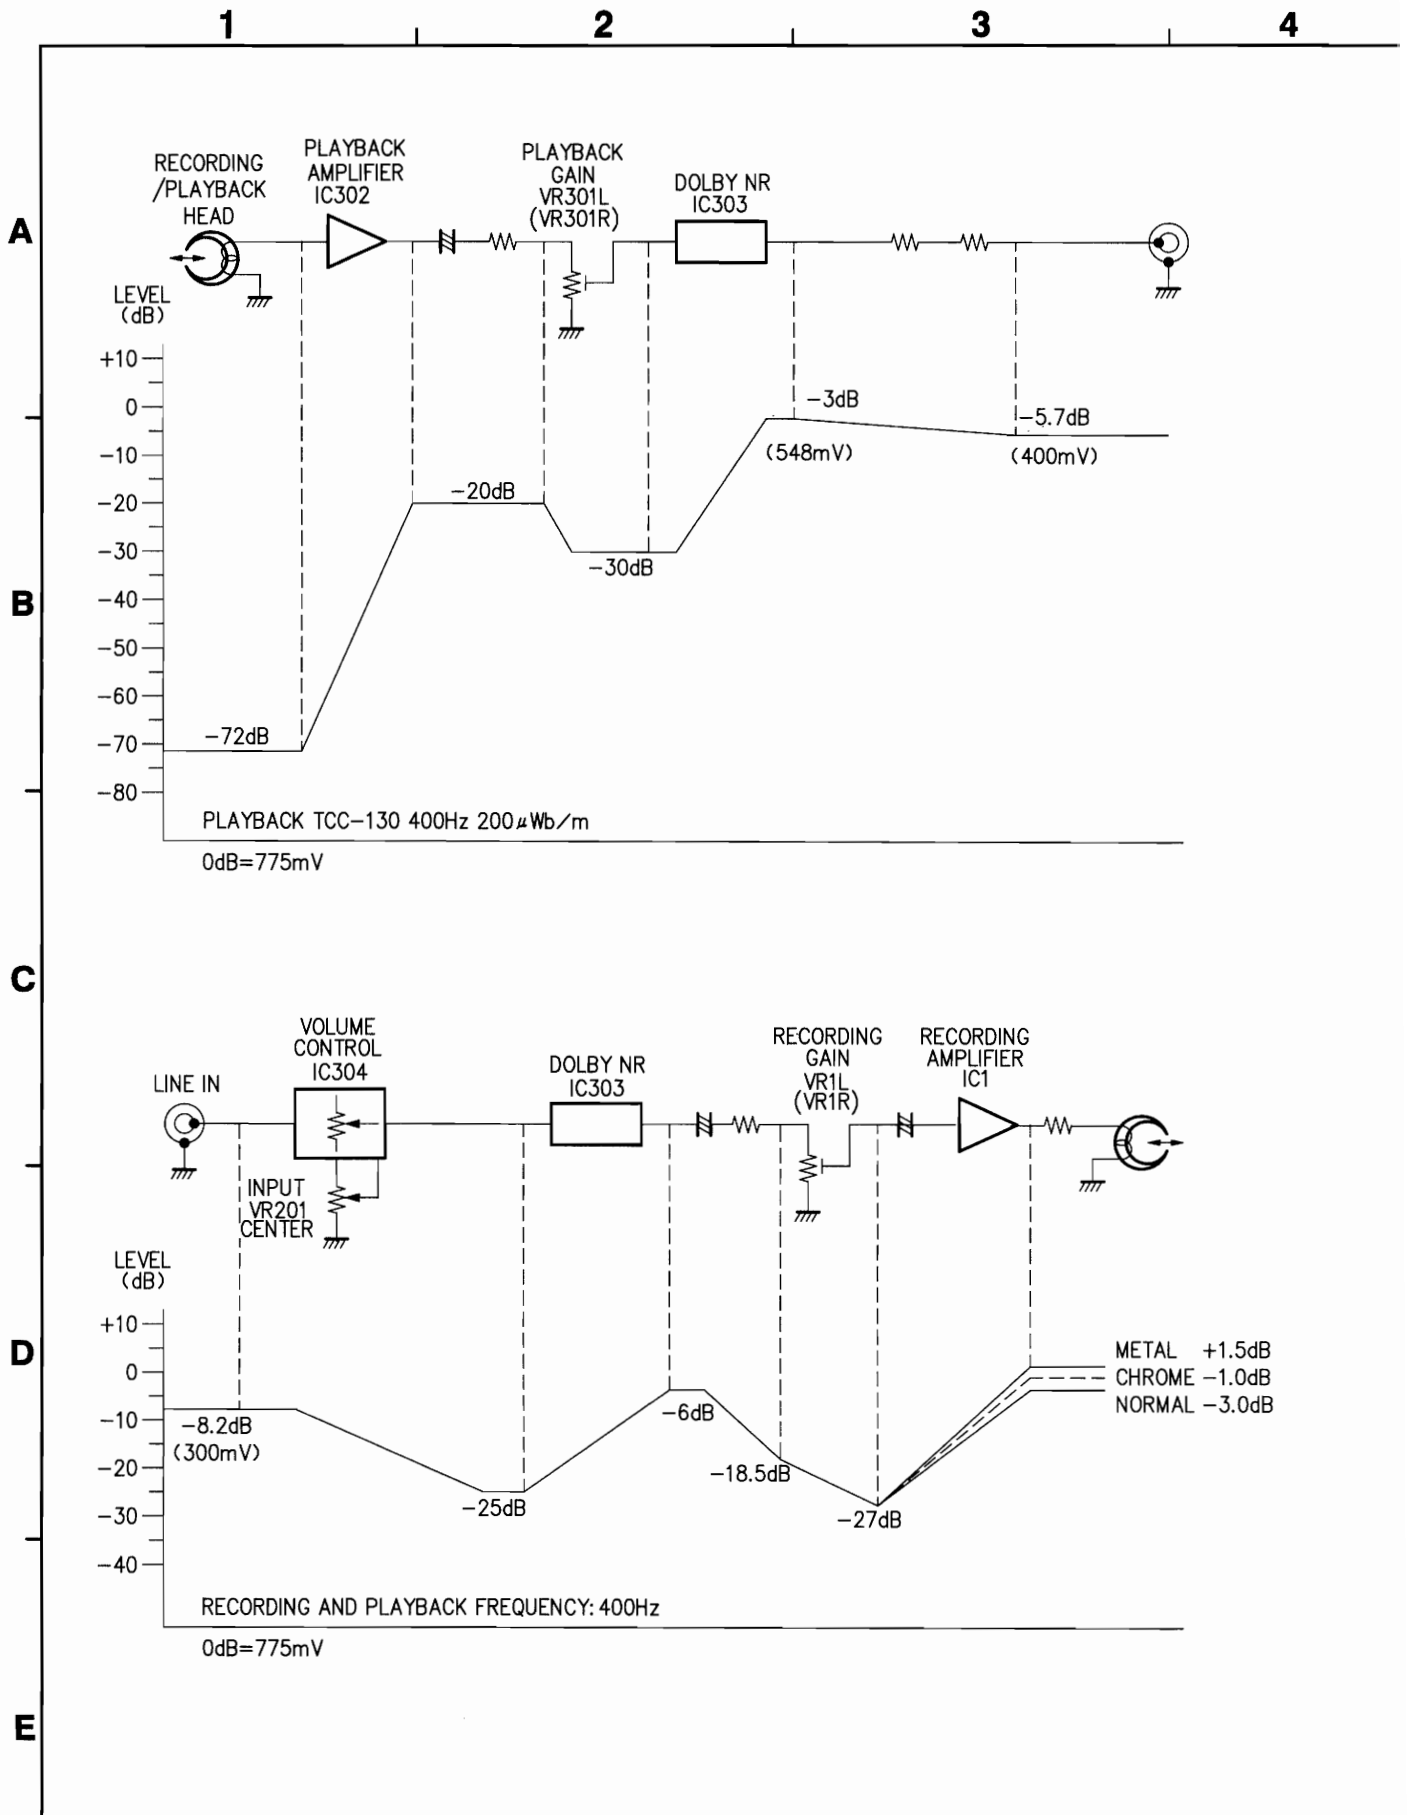 1 2 3 4
A
B
C
D
E
RECORDING
/PLAYBACK
HEAD
PLAYBACK
AMPLIFIER
IC302
PLAYBACK
GAIN
VR301L
(VR301R)
DOLBY NR
IC303
LEVEL
(dB)
+10
0
−10
−20
−30
−40
−50
−60
−70
−80
−72dB
−20dB
−30dB
−3dB
(548mV)
−5.7dB
(400mV)
PLAYBACK TCC−130 400Hz 200μWb/m
0dB=775mV
LINE IN
VOLUME
CONTROL
IC304
INPUT
VR201
CENTER
DOLBY NR
IC303
RECORDING
GAIN
VR1L
(VR1R)
RECORDING
AMPLIFIER
IC1
LEVEL
(dB)
+10
0
−10
−20
−30
−40
−8.2dB
(300mV)
−25dB
−6dB
−18.5dB
−27dB
METAL +1.5dB
CHROME −1.0dB
NORMAL −3.0dB
RECORDING AND PLAYBACK FREQUENCY: 400Hz
0dB=775mV